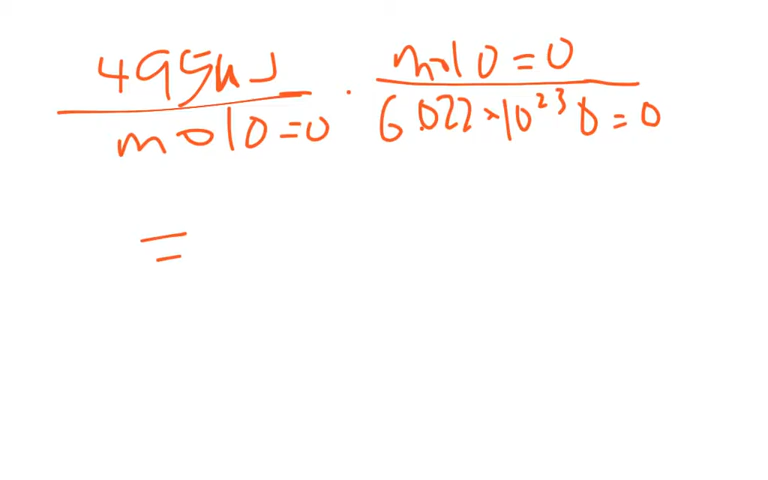 495kJ / mol O=O · mol O=O / 6.022×10²³ O=O
=